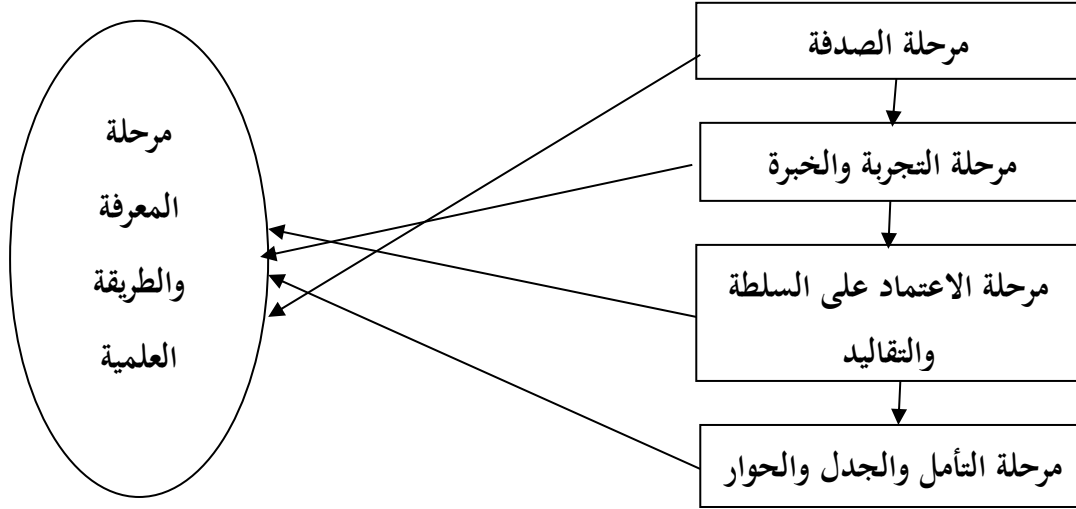 مرحلة الصدفة
مرحلة التجربة والخبرة
مرحلة الاعتماد على السلطة
والتقاليد
مرحلة التأمل والجدل والحوار
مرحلة
المعرفة
والطريقة
العلمية